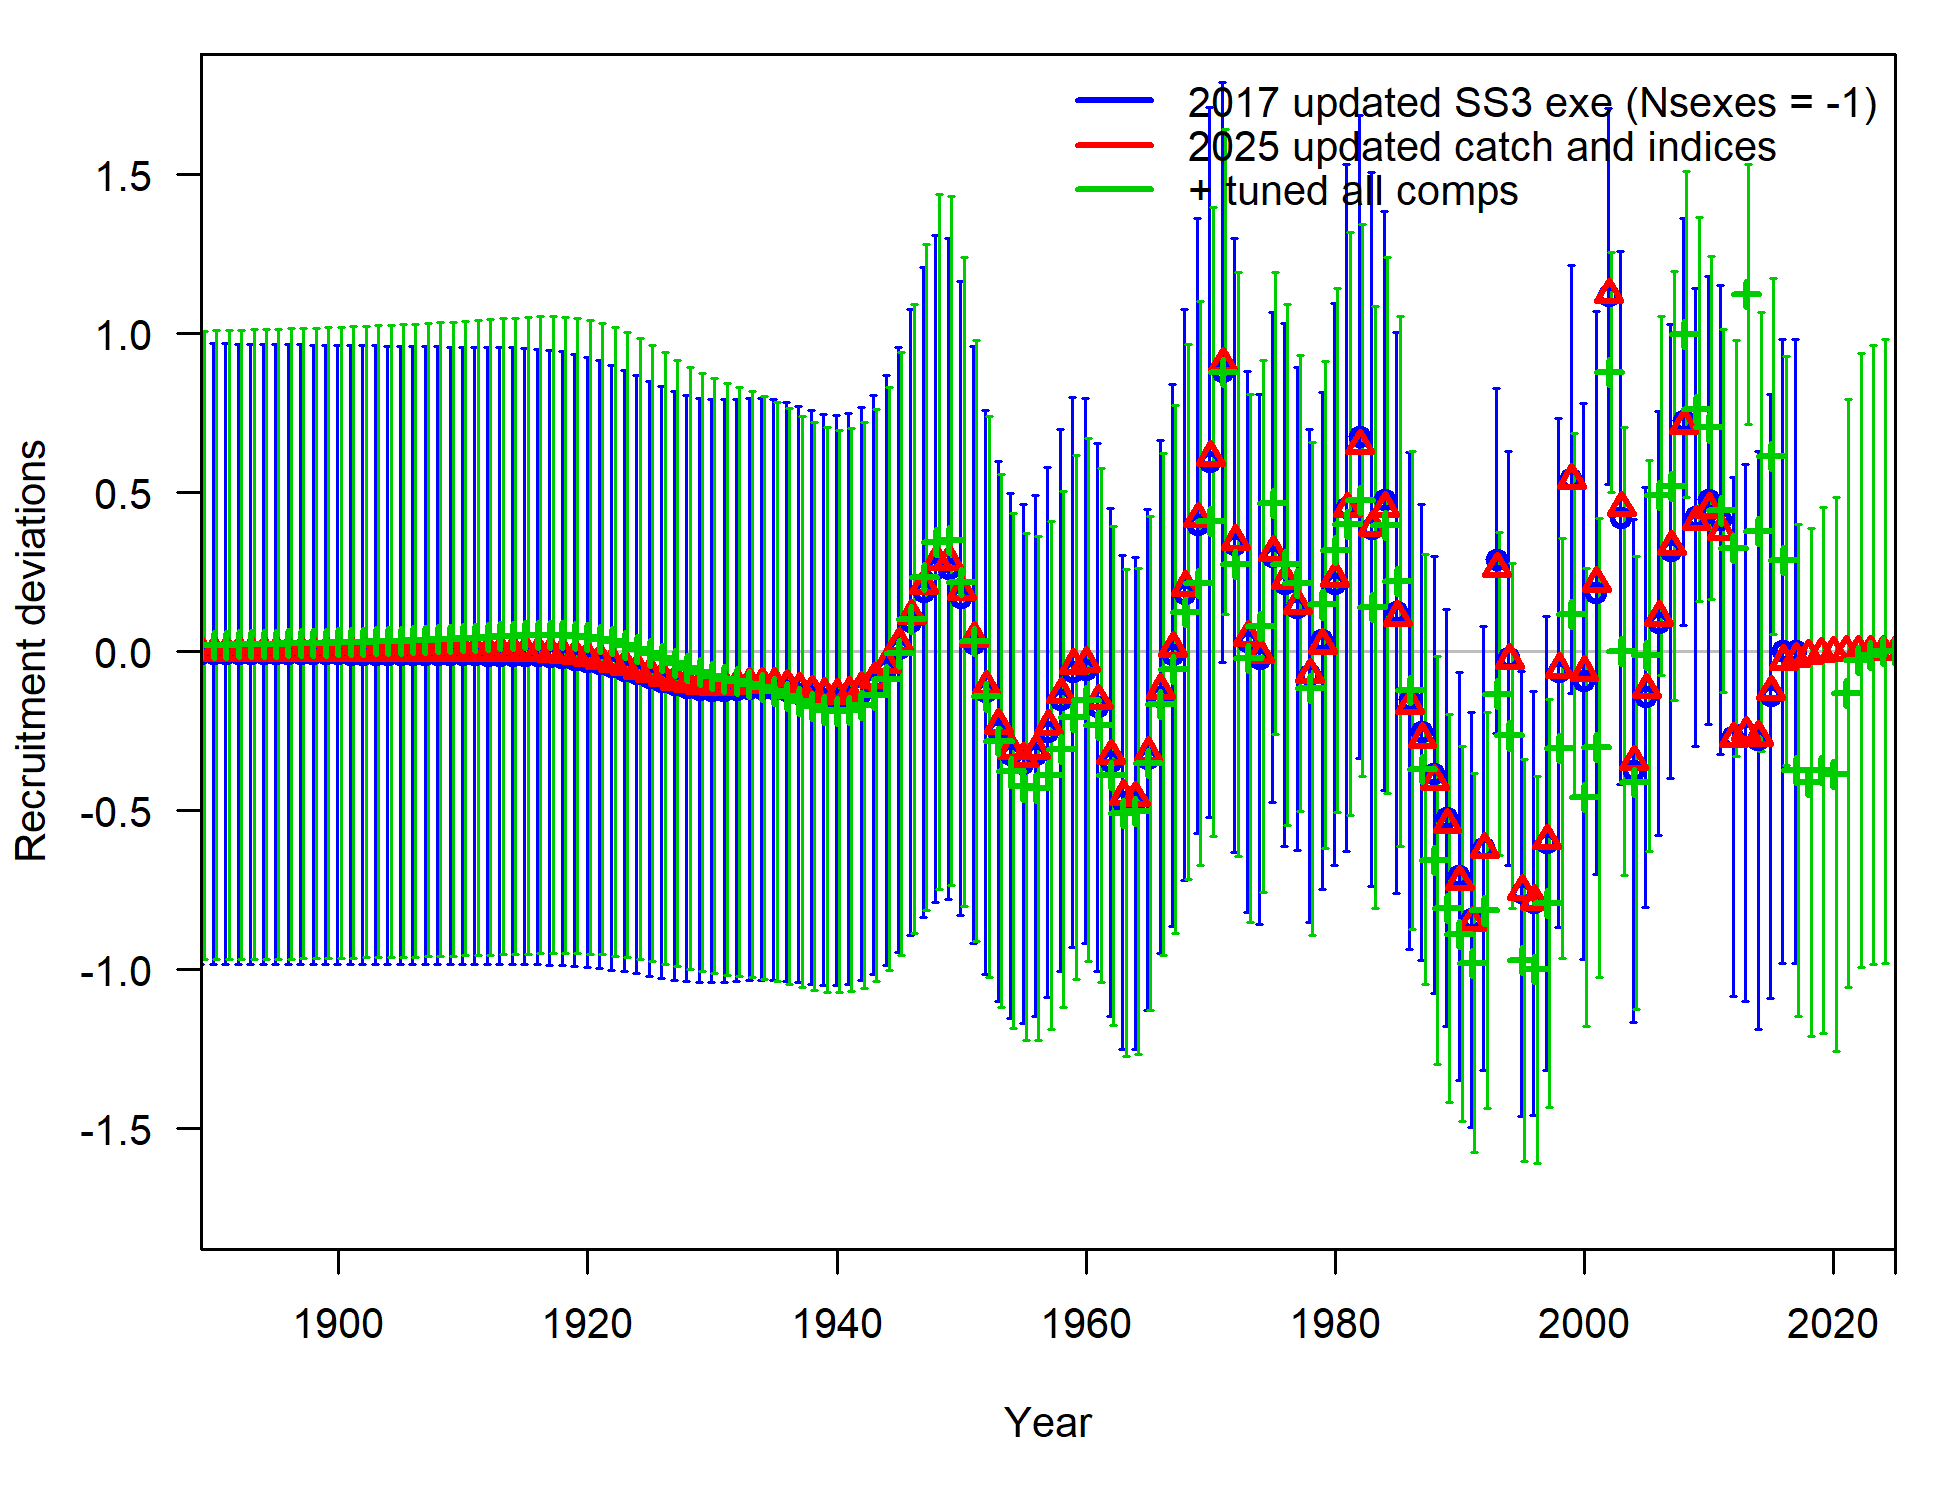 2017 updated SS3 exe (Nsexes = -1)
2025 updated catch and indices
+ tuned all comps
Recruitment deviations
1.5
1.0
0.5
0.0
-0.5
-1.0
-1.5
1900 1920 1940 1960 1980 2000 2020
Year